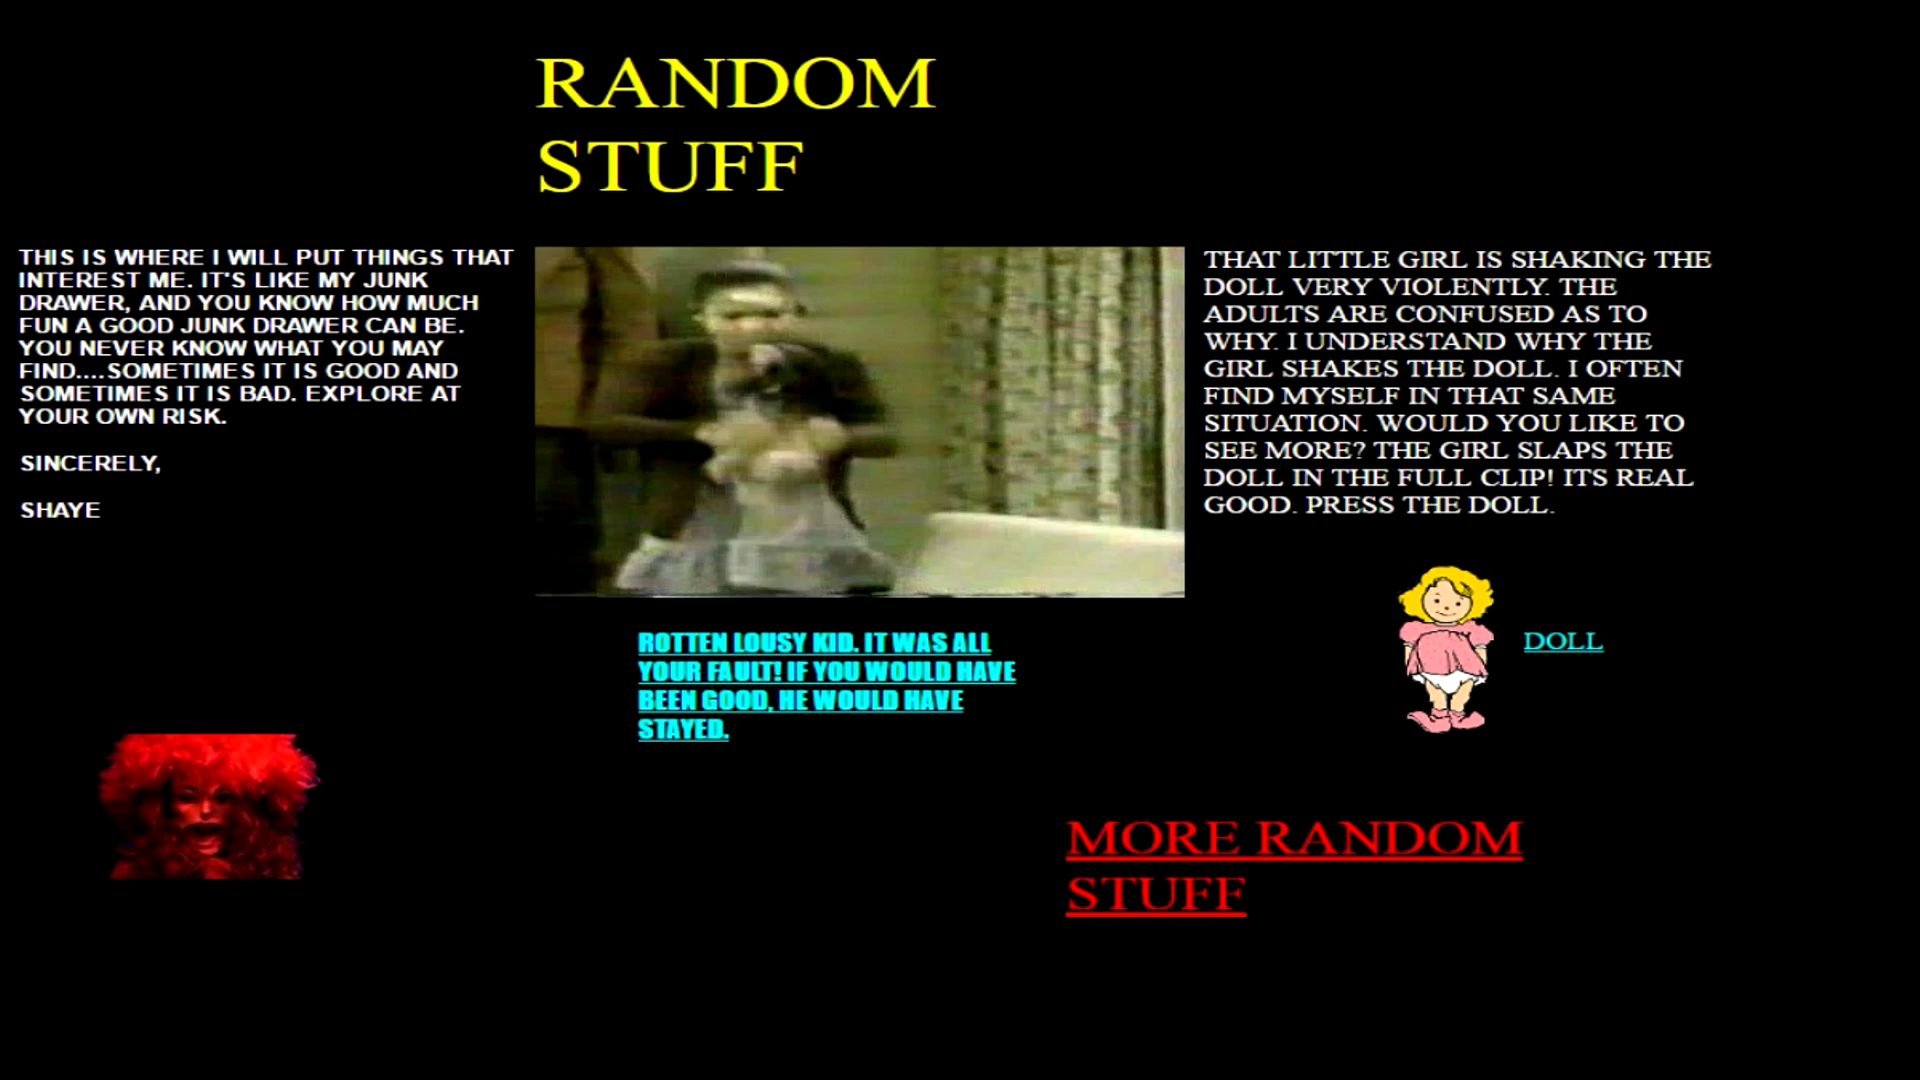 RANDOM
STUFF
THIS IS WHERE I WILL PUT THINGS THAT
INTEREST ME. IT'S LIKE MY JUNK
DRAWER, AND YOU KNOW HOW MUCH
FUN A GOOD JUNK DRAWER CAN BE.
YOU NEVER KNOW WHAT YOU MAY
FIND....SOMETIMES IT IS GOOD AND
SOMETIMES IT IS BAD. EXPLORE AT
YOUR OWN RISK.
SINCERELY,
SHAYE
THAT LITTLE GIRL IS SHAKING THE
DOLL VERY VIOLENTLY. THE
ADULTS ARE CONFUSED AS TO
WHY. I UNDERSTAND WHY THE
GIRL SHAKES THE DOLL. I OFTEN
FIND MYSELF IN THAT SAME
SITUATION. WOULD YOU LIKE TO
SEE MORE? THE GIRL SLAPS THE
DOLL IN THE FULL CLIP! ITS REAL
GOOD. PRESS THE DOLL.
ROTTEN LOUSY KID. IT WAS ALL
YOUR FAULT! IF YOU WOULD HAVE
BEEN GOOD, HE WOULD HAVE
STAYED.
DOLL
MORE RANDOM
STUFF